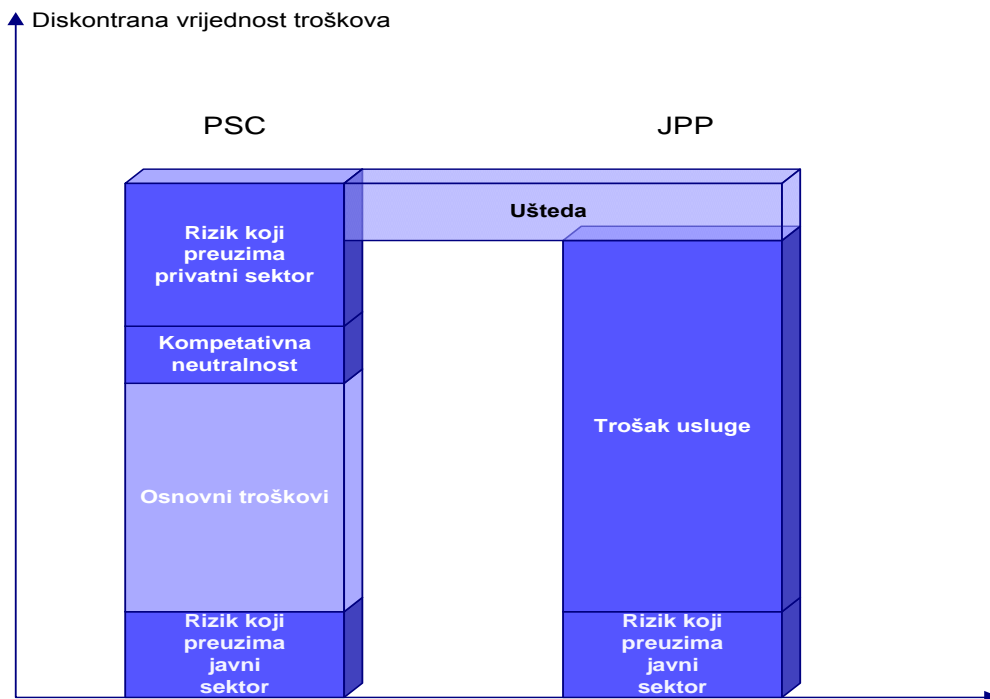 Diskontrana vrijednost troškova
PSC
JPP
Ušteda
Rizik koji
preuzima
privatni sektor
Kompetativna
neutralnost
Osnovni troškovi
Rizik koji
preuzima
javni
sektor
Trošak usluge
Rizik koji
preuzima
javni
sektor